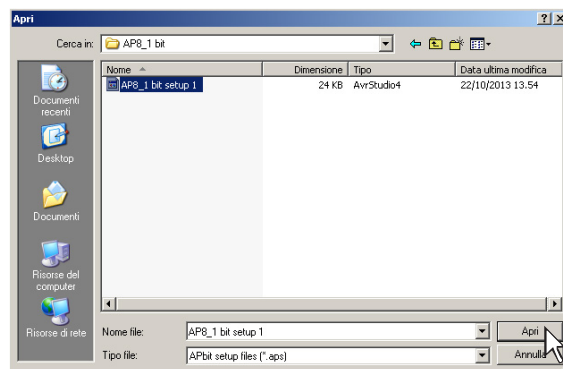 Apri
Cerca in: AP8_1 bit
Nome Dimensione Tipo Data ultima modifica
AP8_1 bit setup 1 24 KB AvrStudio4 22/10/2013 13.54
Documenti
recenti
Desktop
Documenti
Risorse del
computer
Risorse di rete
Nome file: AP8_1 bit setup 1 Apri
Tipo file: APbit setup files (*.aps) Annulla